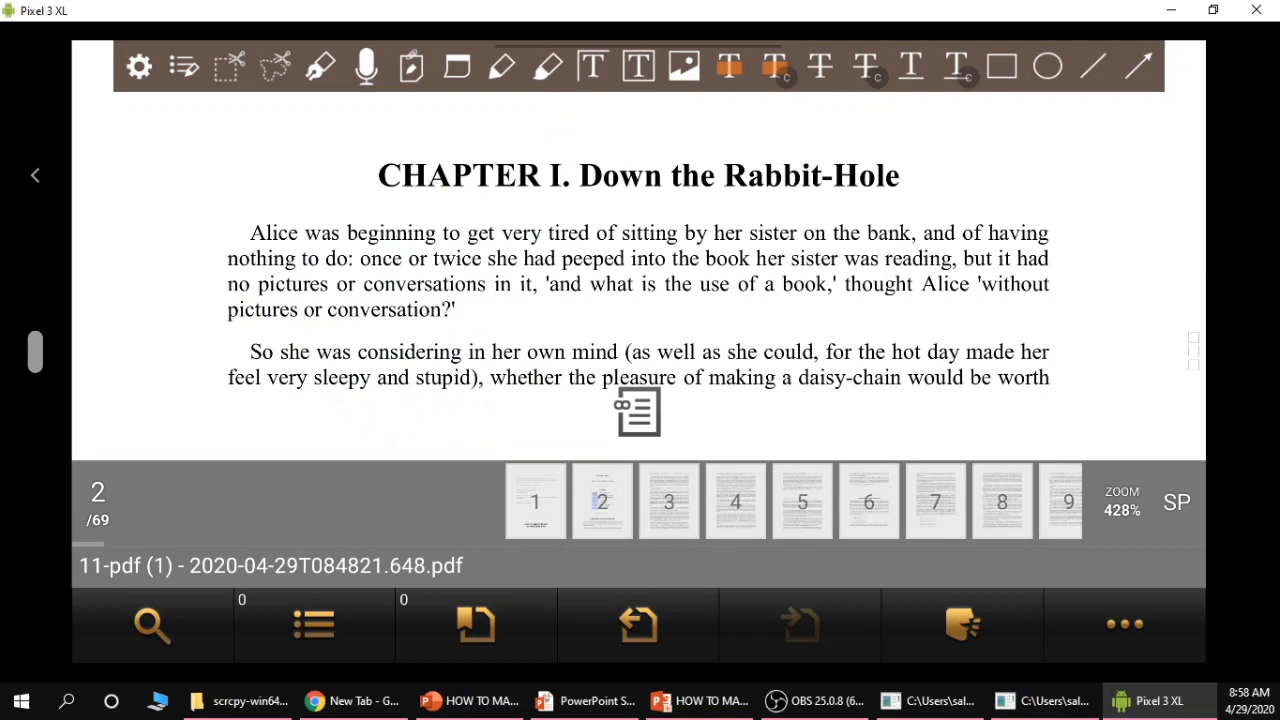 Pixel 3 XL
CHAPTER I. Down the Rabbit-Hole
Alice was beginning to get very tired of sitting by her sister on the bank, and of having
nothing to do: once or twice she had peeped into the book her sister was reading, but it had
no pictures or conversations in it, 'and what is the use of a book,' thought Alice 'without
pictures or conversation?'
So she was considering in her own mind (as well as she could, for the hot day made her
feel very sleepy and stupid), whether the pleasure of making a daisy-chain would be worth
2
/69
1 2 3 4 5 6 7 8 9
ZOOM
428%
SP
11-pdf (1) - 2020-04-29T084821.648.pdf
0 0
scrcpy-win64... New Tab - G... HOW TO MA... PowerPoint S... HOW TO MA... OBS 25.0.8 (6... C:\Users\sal... C:\Users\sal... Pixel 3 XL
8:58 AM
4/29/2020